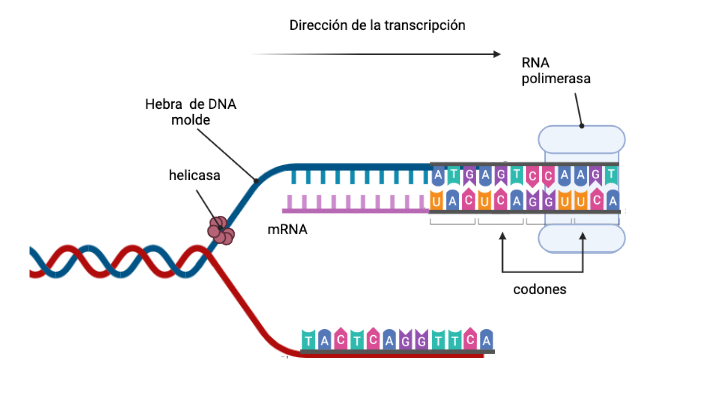 Dirección de la transcripción
RNA
polimerasa
Hebra de DNA
molde
helicasa
ATGAGTCCAAGT
UACUCAGGUUCA
mRNA
codones
TACTCAGGTTCA